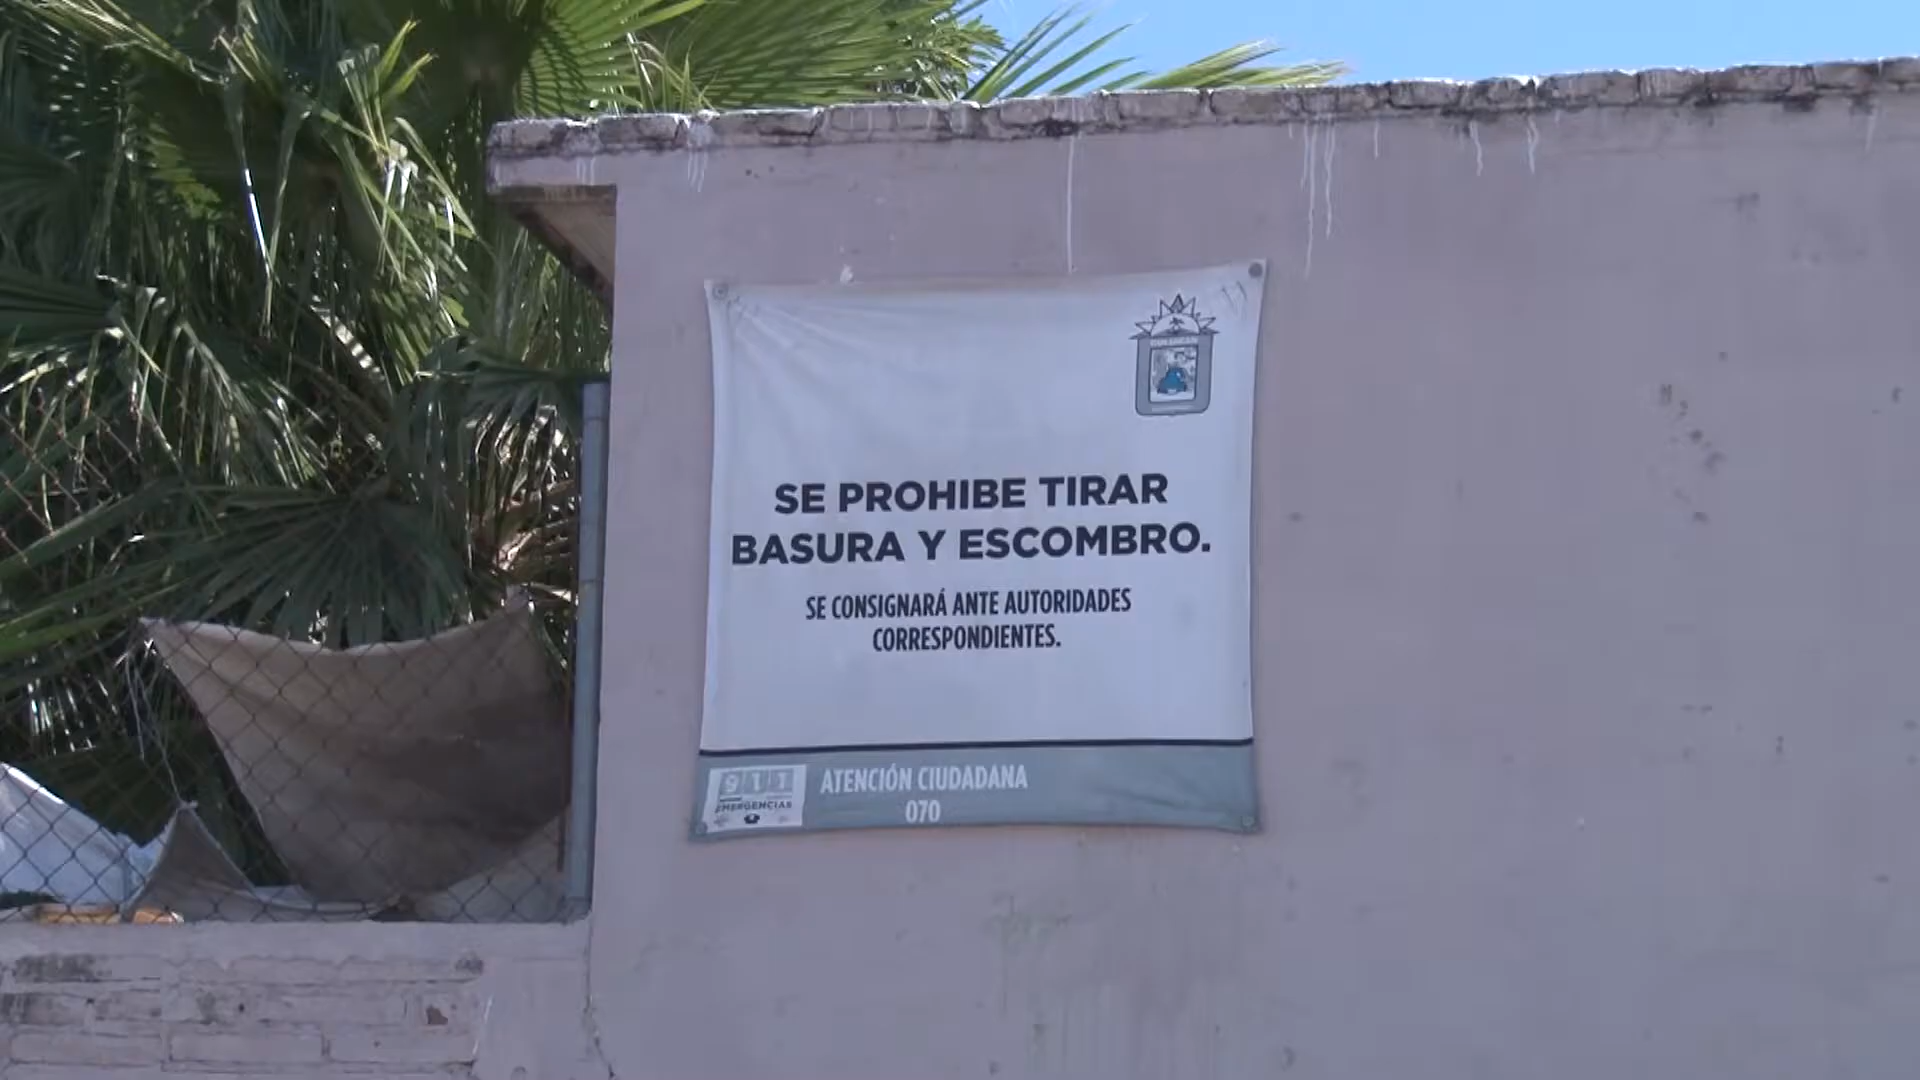 SE PROHIBE TIRAR
BASURA Y ESCOMBRO.
SE CONSIGNARÁ ANTE AUTORIDADES
CORRESPONDIENTES.
911
EMERGENCIAS
ATENCIÓN CIUDADANA
070